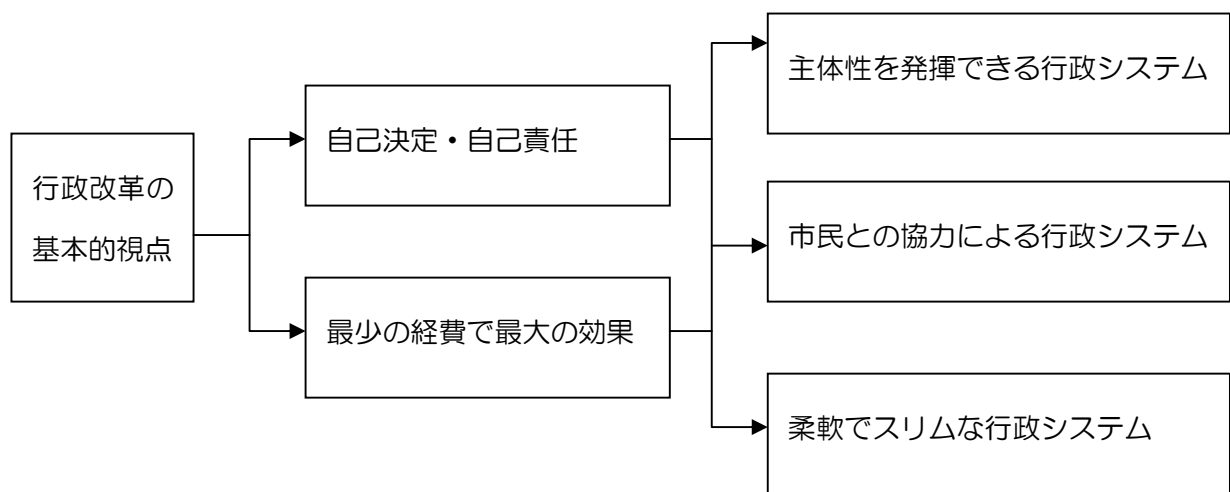 行政改革の
基本的視点
自己決定・自己責任
最少の経費で最大の効果
主体性を発揮できる行政システム
市民との協力による行政システム
柔軟でスリムな行政システム